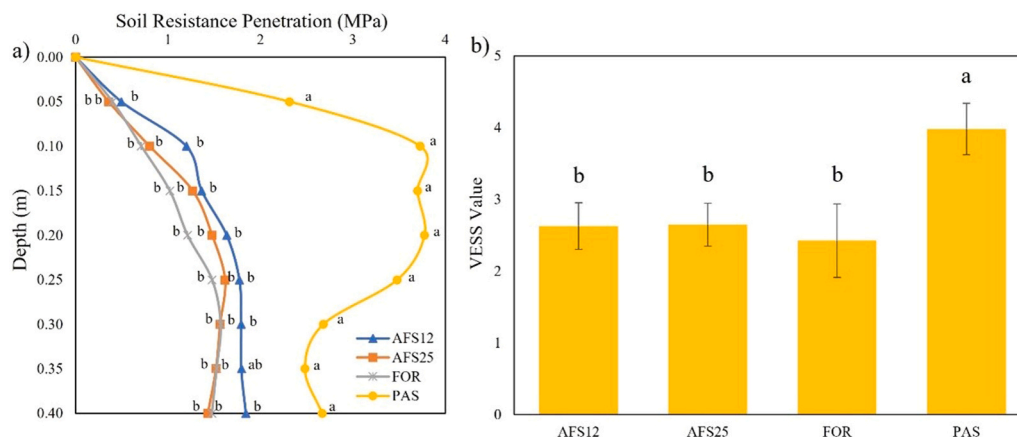 Soil Resistance Penetration (MPa)
a)
0 1 2 3 4
Depth (m)
0.00
0.05 b b b a
0.10 b b b a
0.15 b b b a
0.20 b b b a
0.25 b b b a
0.30 b b b a
0.35 b b ab a
0.40 b b b a
AFS12
AFS25
FOR
PAS
b)
VESS Value
5
4
3
2
1
0
b b b a
AFS12 AFS25 FOR PAS